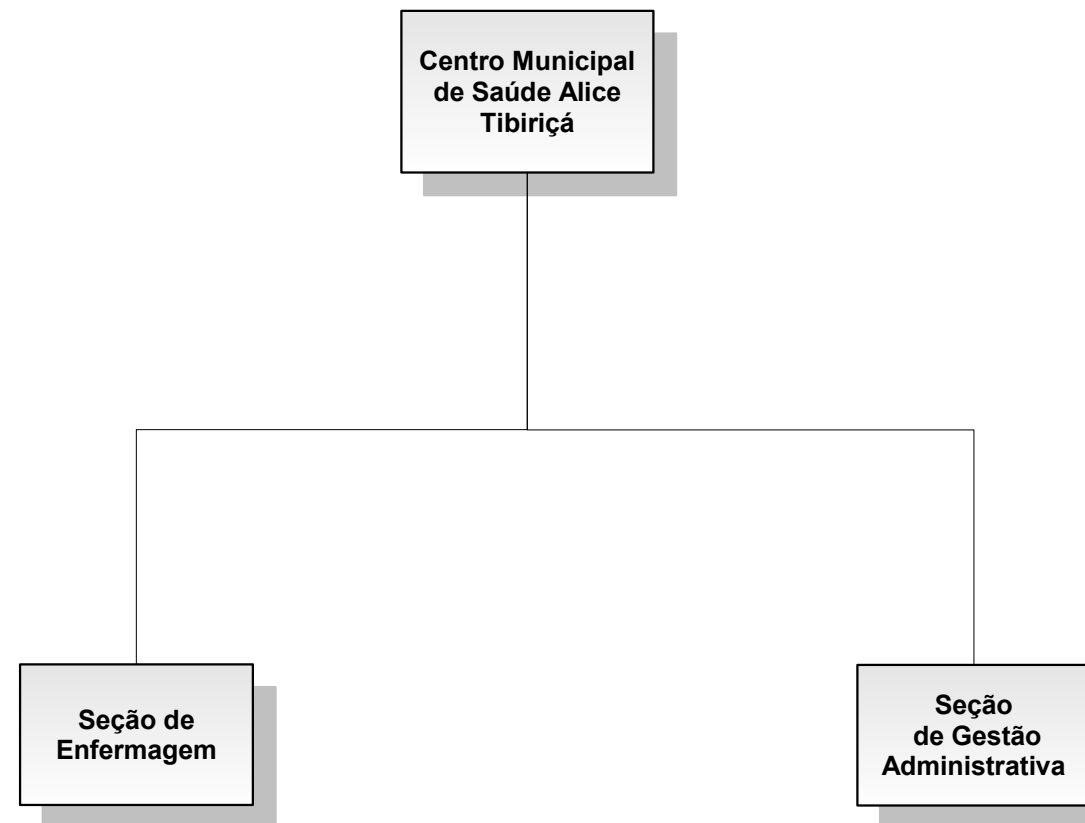 Centro Municipal
de Saúde Alice
Tibiriçá
Seção de
Enfermagem
Seção
de Gestão
Administrativa